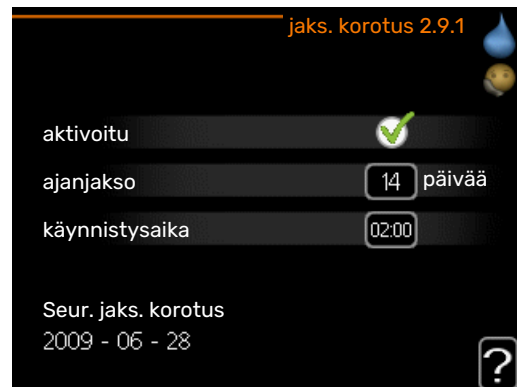 jaks. korotus 2.9.1
aktivoitu
ajanjakso 14 päivää
käynnistysaika 02:00
Seur. jaks. korotus
2009 - 06 - 28
?